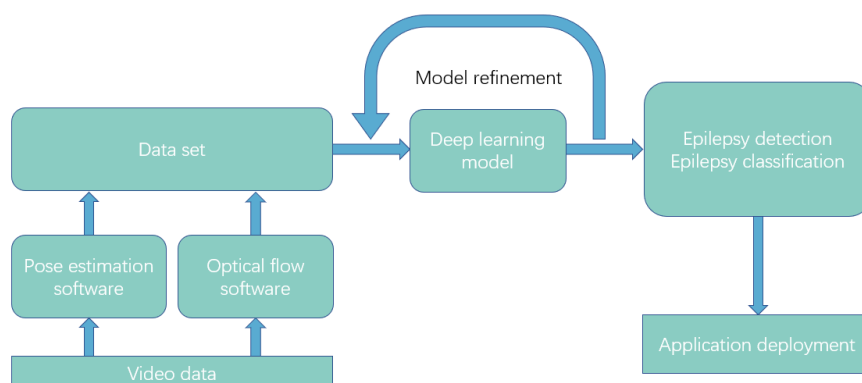 Model refinement
Data set
Deep learning
model
Epilepsy detection
Epilepsy classification
Pose estimation
software
Optical flow
software
Application deployment
Video data